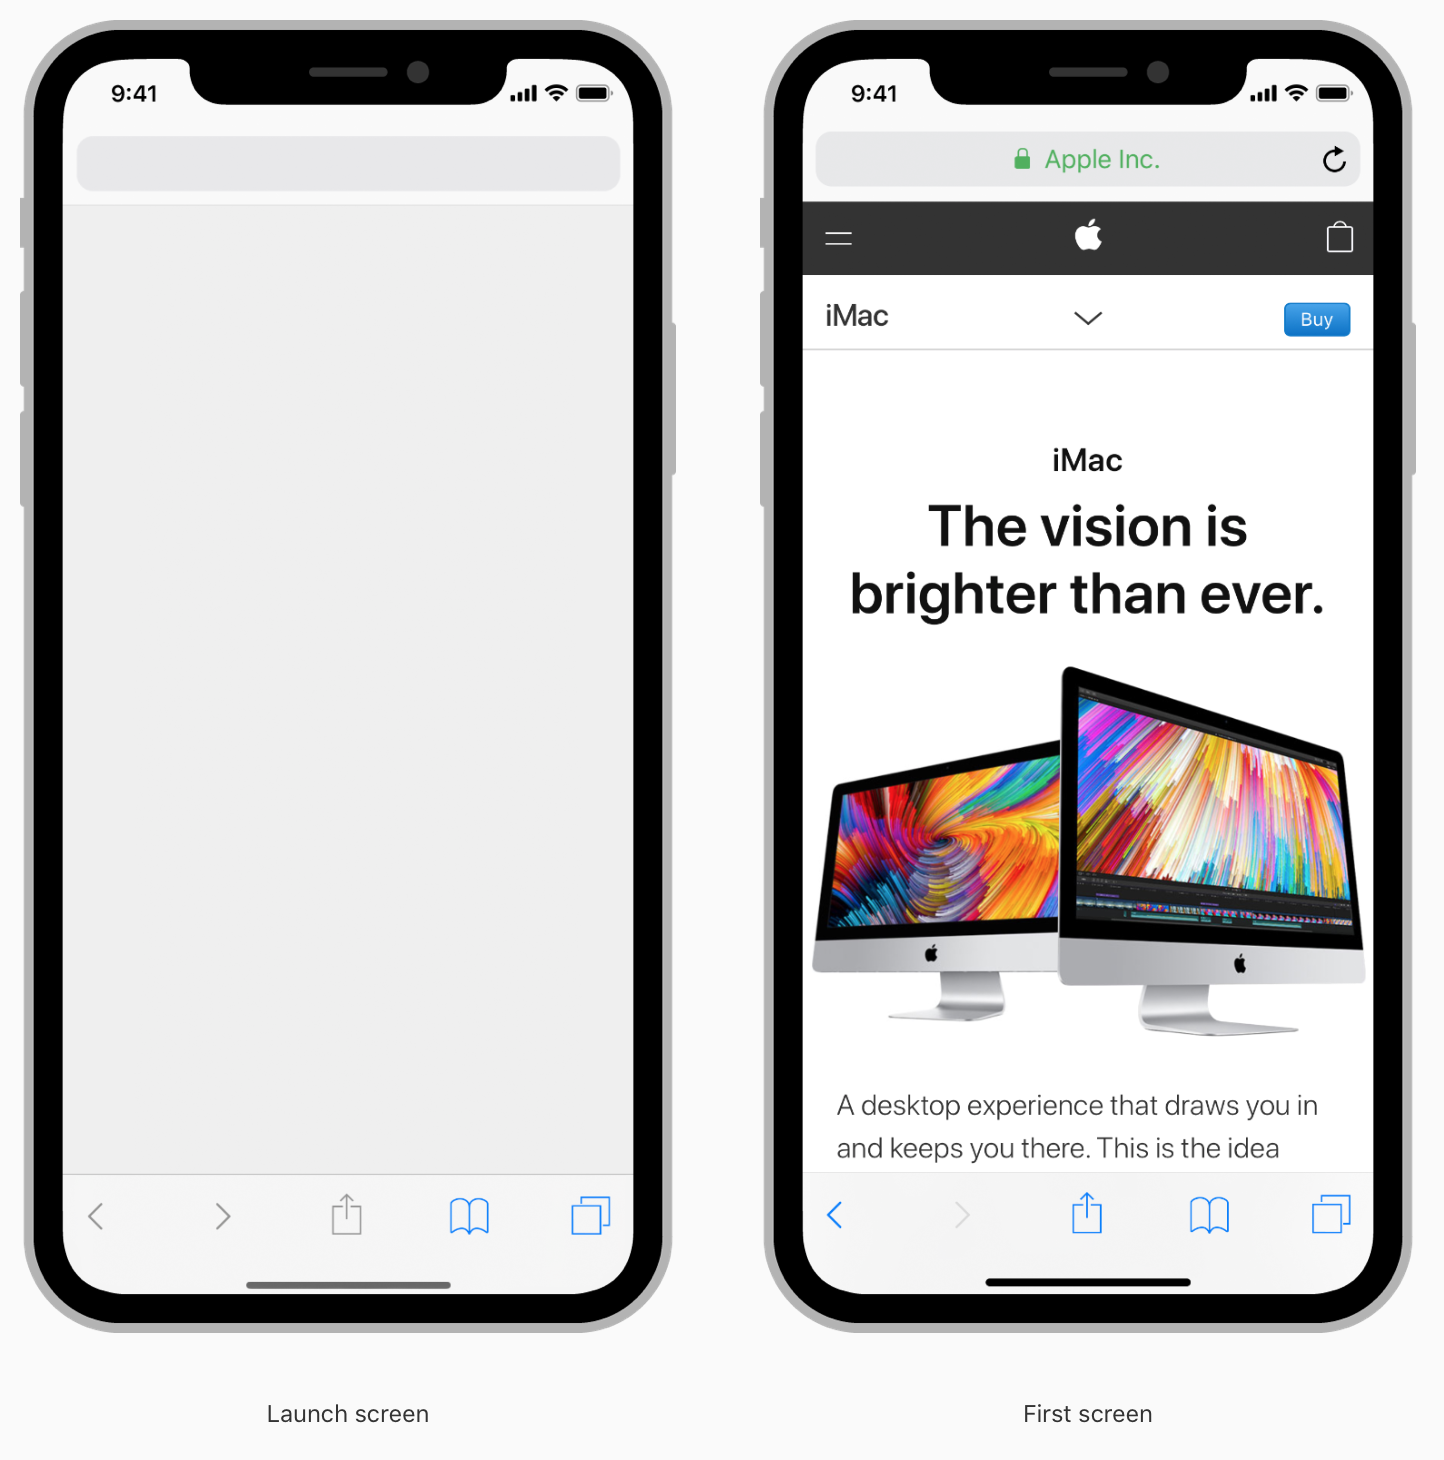 9:41
9:41
Apple Inc.
iMac
Buy
iMac
The vision is
brighter than ever.
A desktop experience that draws you in
and keeps you there. This is the idea
Launch screen
First screen